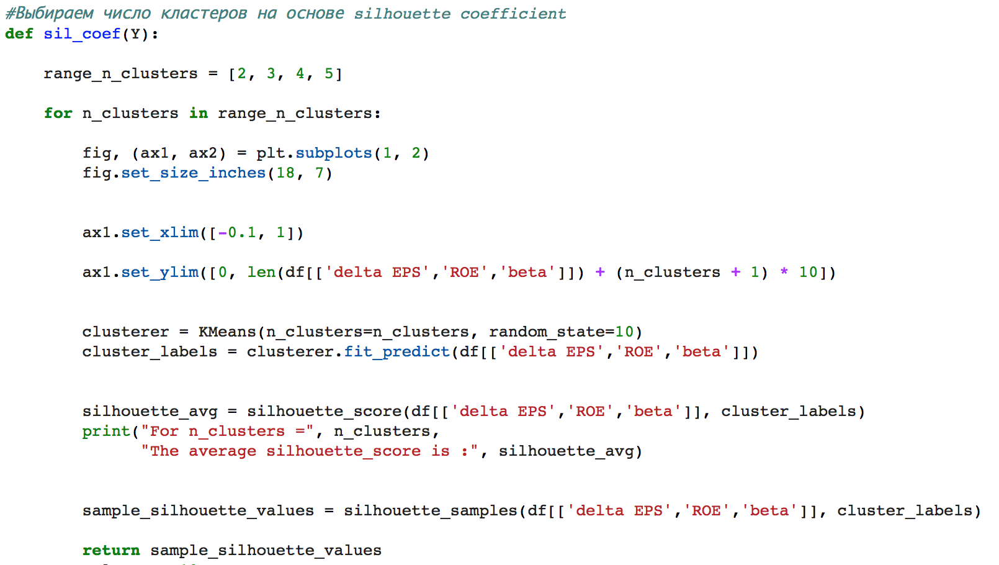 #Выбираем число кластеров на основе silhouette coefficient
def sil_coef(Y):
range_n_clusters = [2, 3, 4, 5]
for n_clusters in range_n_clusters:
fig, (ax1, ax2) = plt.subplots(1, 2)
fig.set_size_inches(18, 7)
ax1.set_xlim([-0.1, 1])
ax1.set_ylim([0, len(df[['delta EPS','ROE','beta']]) + (n_clusters + 1) * 10])
clusterer = KMeans(n_clusters=n_clusters, random_state=10)
cluster_labels = clusterer.fit_predict(df[['delta EPS','ROE','beta']])
silhouette_avg = silhouette_score(df[['delta EPS','ROE','beta']], cluster_labels)
print("For n_clusters =", n_clusters,
"The average silhouette_score is :", silhouette_avg)
sample_silhouette_values = silhouette_samples(df[['delta EPS','ROE','beta']], cluster_labels)
return sample_silhouette_values